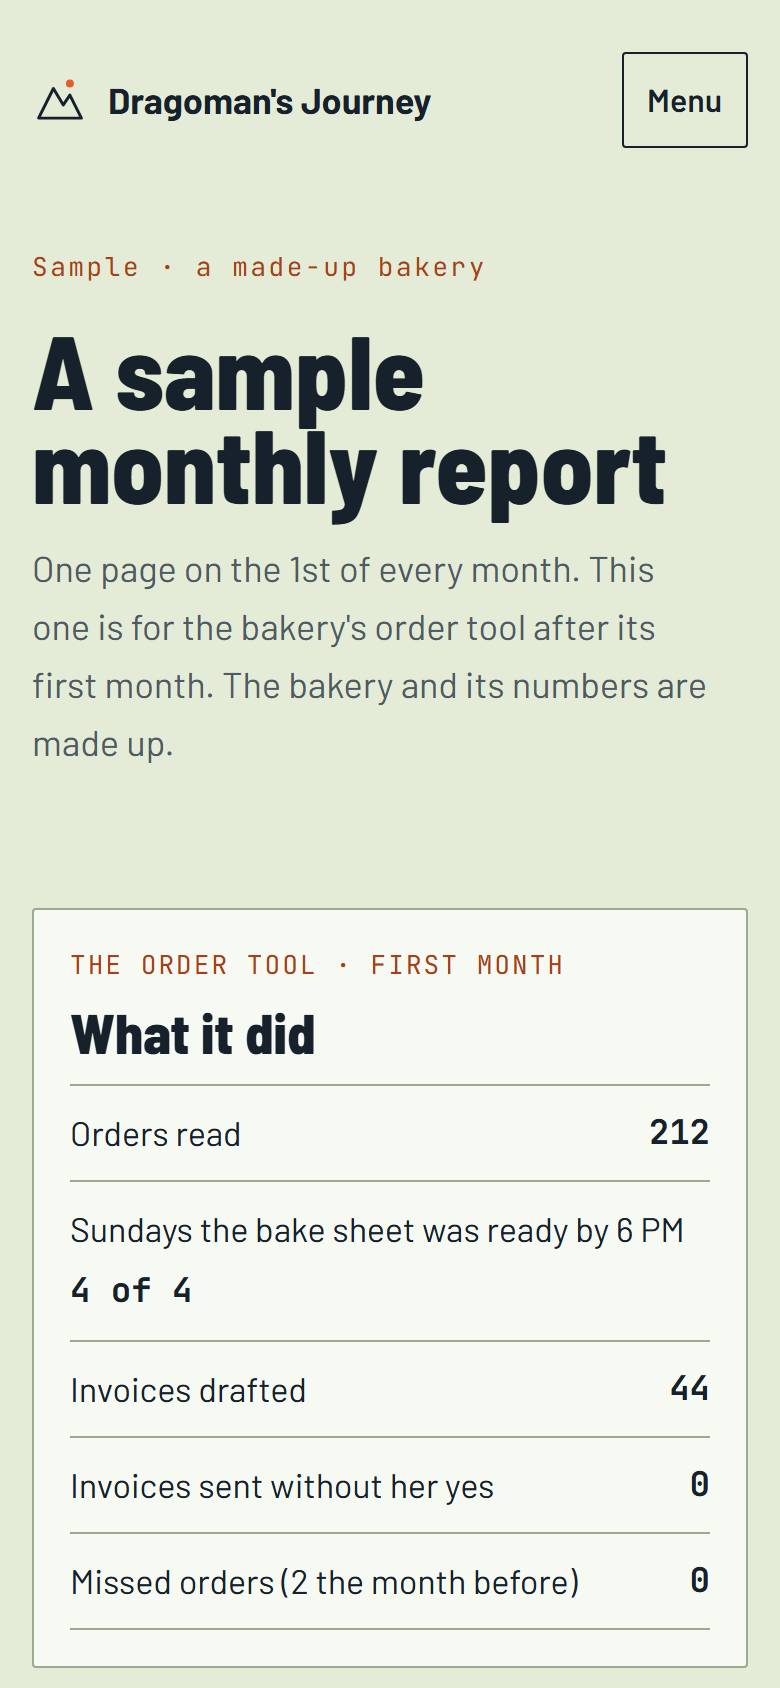 Dragoman's Journey
Menu
Sample · a made-up bakery
A sample
monthly report
One page on the 1st of every month. This
one is for the bakery's order tool after its
first month. The bakery and its numbers are
made up.
THE ORDER TOOL · FIRST MONTH
What it did
Orders read 212
Sundays the bake sheet was ready by 6 PM
4 of 4
Invoices drafted 44
Invoices sent without her yes 0
Missed orders (2 the month before) 0